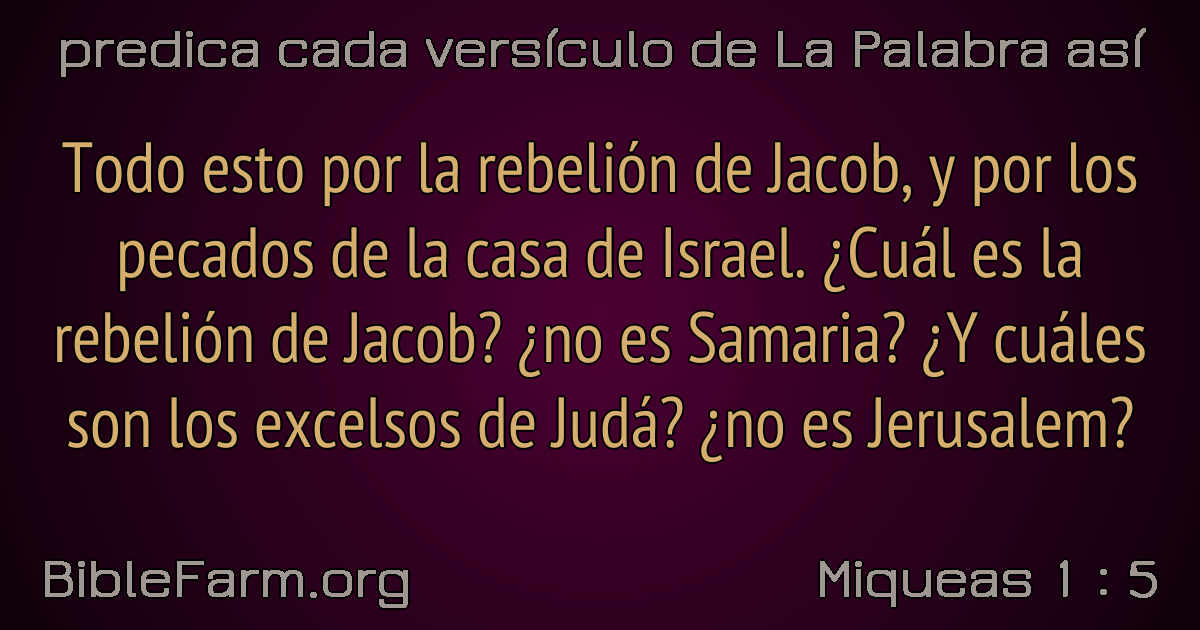 predica cada versículo de La Palabra así
Todo esto por la rebelión de Jacob, y por los
pecados de la casa de Israel. ¿Cuál es la
rebelión de Jacob? ¿no es Samaria? ¿Y cuáles
son los excelsos de Judá? ¿no es Jerusalem?
BibleFarm.org
Miqueas 1 : 5